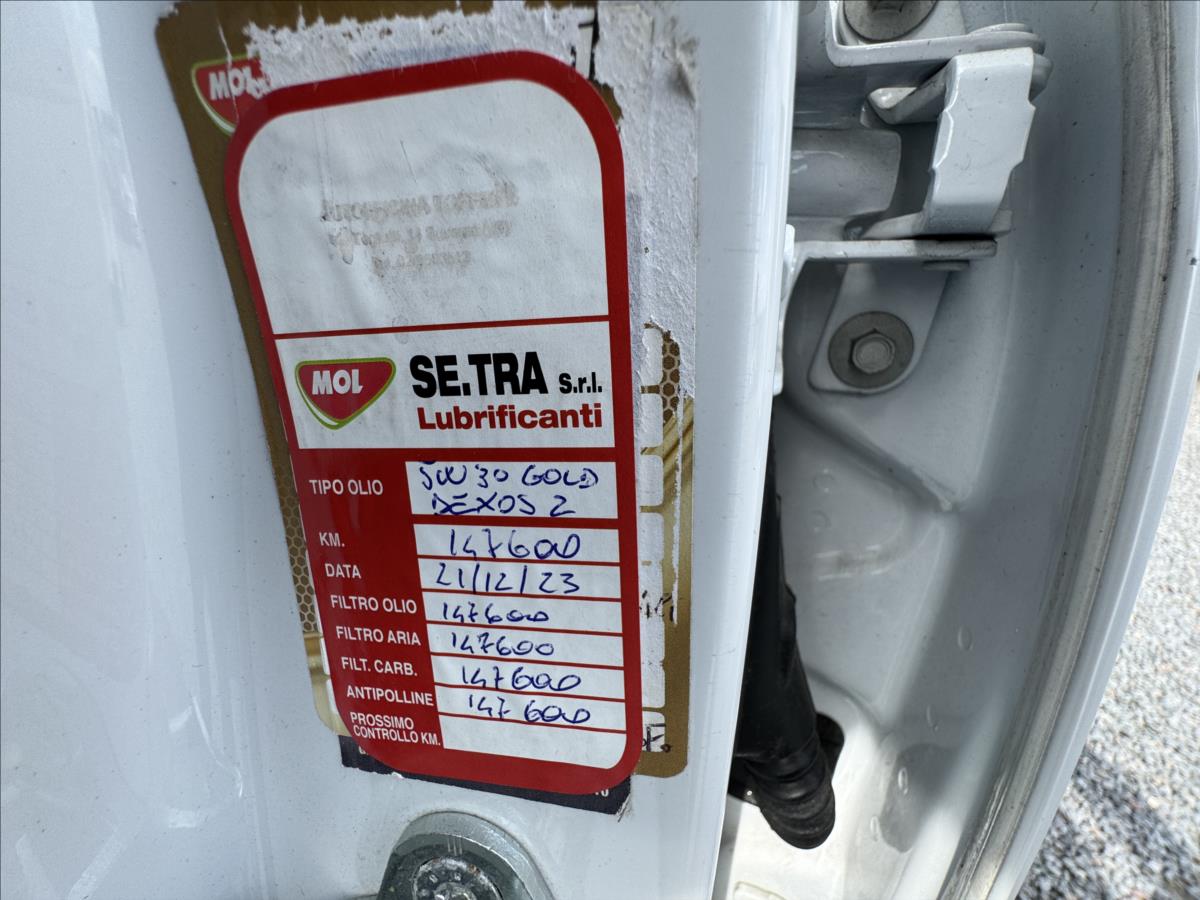 MOL
MOL
SE.TRA S.r.l.
Lubrificanti
TIPO OLIO 5W30 GOLD
DEXOS 2
KM. 147600
DATA 21/12/23
FILTRO OLIO 147600
FILTRO ARIA 147600
FILT. CARB. 147600
ANTIPOLLINE 147600
PROSSIMO
CONTROLLO KM.